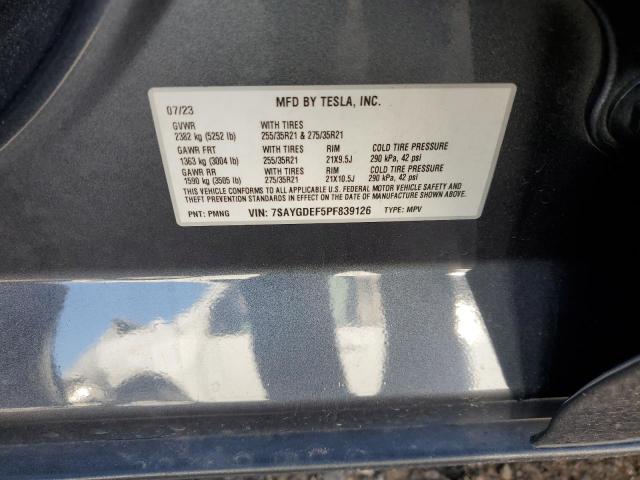 07/23 MFD BY TESLA, INC.
GVWR WITH TIRES
2382 kg (5252 lb) 255/35R21 & 275/35R21
GAWR FRT WITH TIRES RIM COLD TIRE PRESSURE
1363 kg (3004 lb) 255/35R21 21X9.5J 290 kPa, 42 psi
GAWR RR WITH TIRES RIM COLD TIRE PRESSURE
1590 kg (3505 lb) 275/35R21 21X10.5J 290 kPa, 42 psi
THIS VEHICLE CONFORMS TO ALL APPLICABLE U.S. FEDERAL MOTOR VEHICLE SAFETY AND
THEFT PREVENTION STANDARDS IN EFFECT ON THE DATE OF MANUFACTURE SHOWN ABOVE.
PNT: PMNG VIN: 7SAYGDEF5PF839126 TYPE: MPV